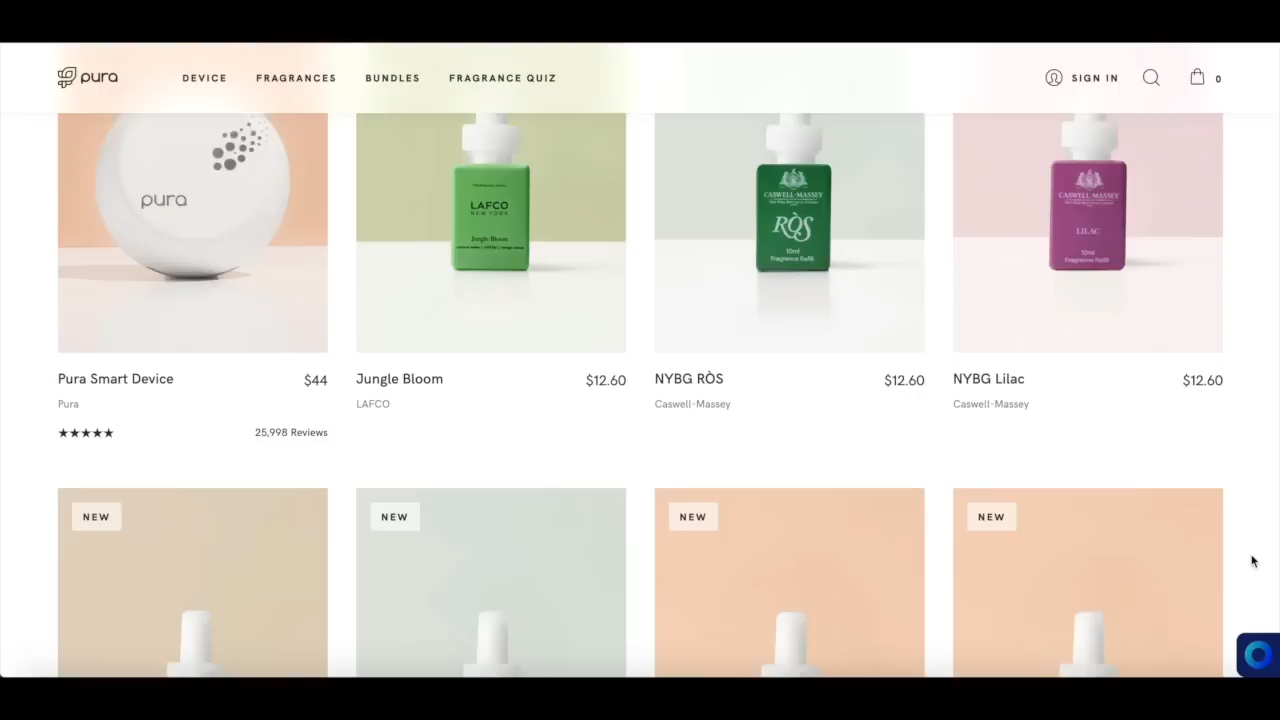 pura DEVICE FRAGRANCES BUNDLES FRAGRANCE QUIZ SIGN IN 0
pura
LAFCO
NEW YORK
Jungle Bloom
CASWELL-MASSEY
RÒS
10ml
Fragrance Refill
CASWELL-MASSEY
LILAC
10ml
Fragrance Refill
Pura Smart Device $44
Pura
★★★★★ 25,998 Reviews
Jungle Bloom $12.60
LAFCO
NYBG RÒS $12.60
Caswell-Massey
NYBG Lilac $12.60
Caswell-Massey
NEW NEW NEW NEW